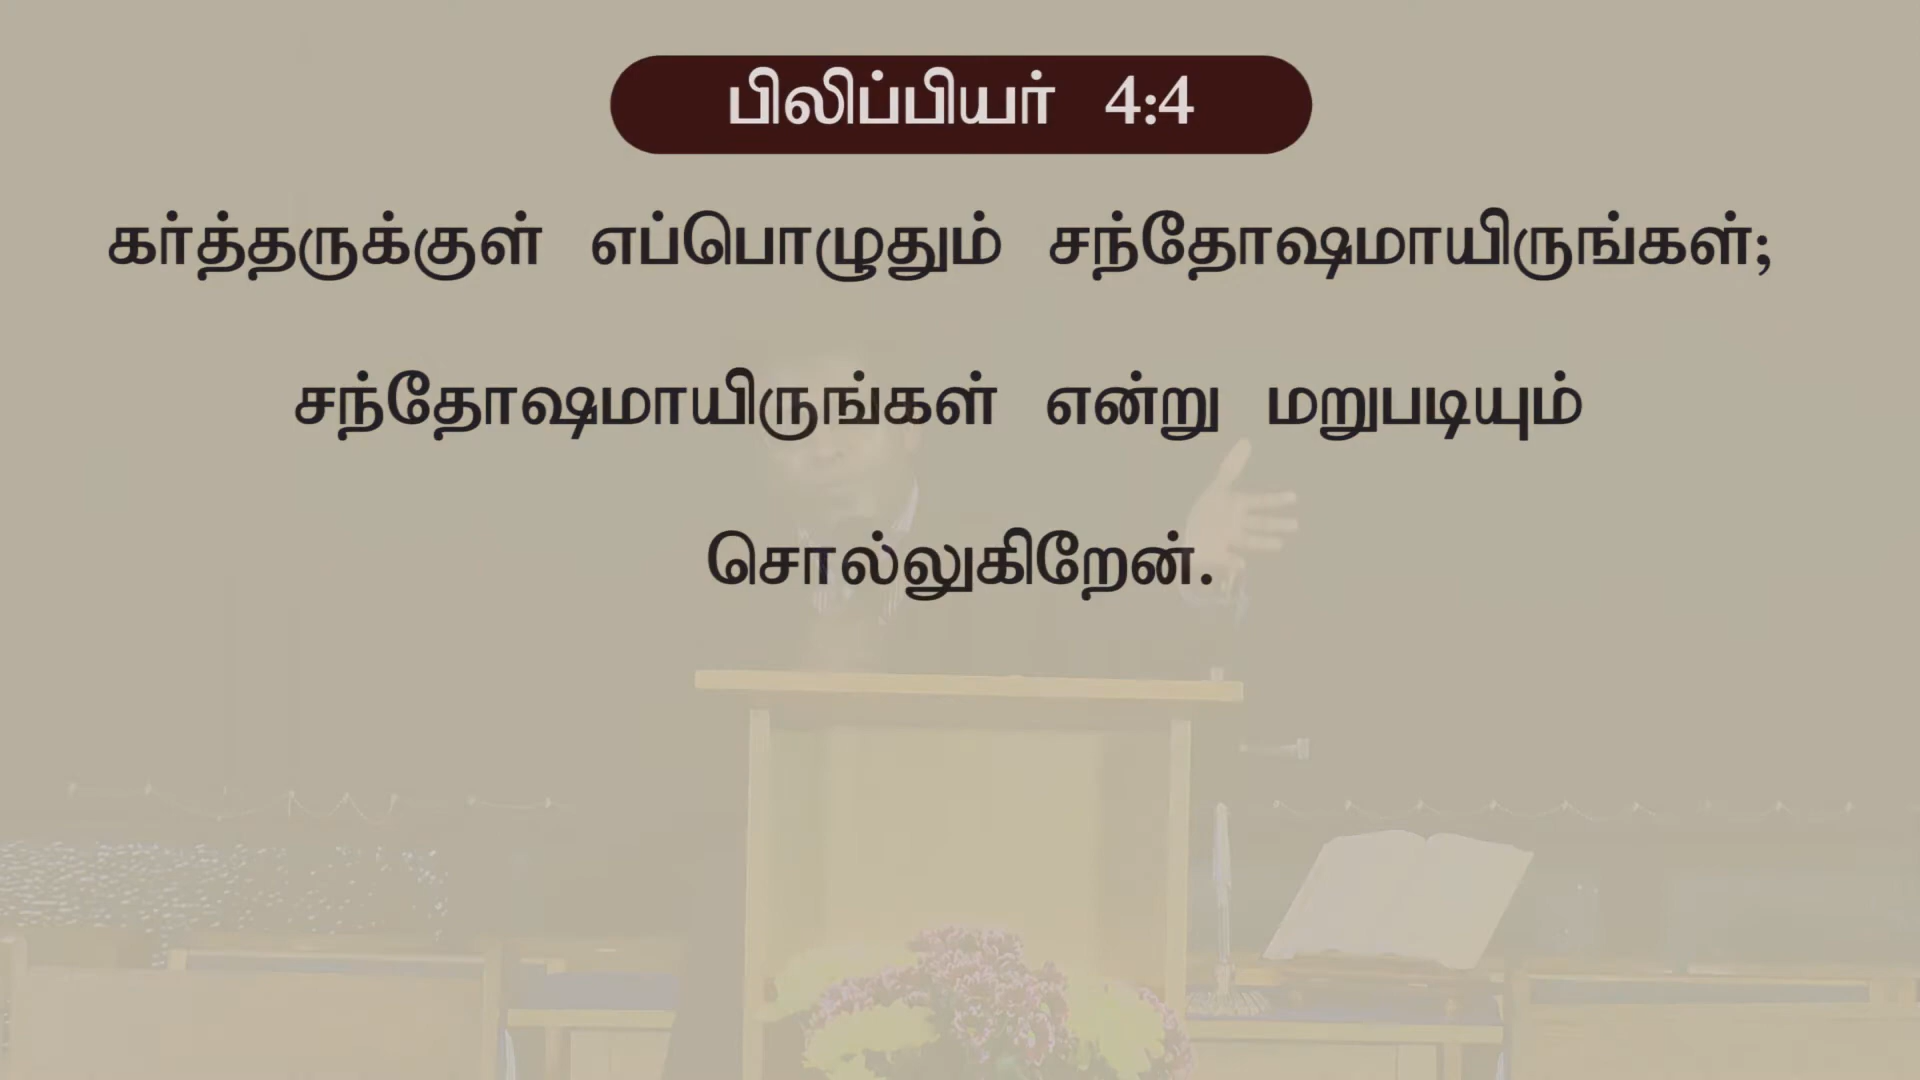 பிலிப்பியர் 4:4
கர்த்தருக்குள் எப்பொழுதும் சந்தோஷமாயிருங்கள்;
சந்தோஷமாயிருங்கள் என்று மறுபடியும்
சொல்லுகிறேன்.